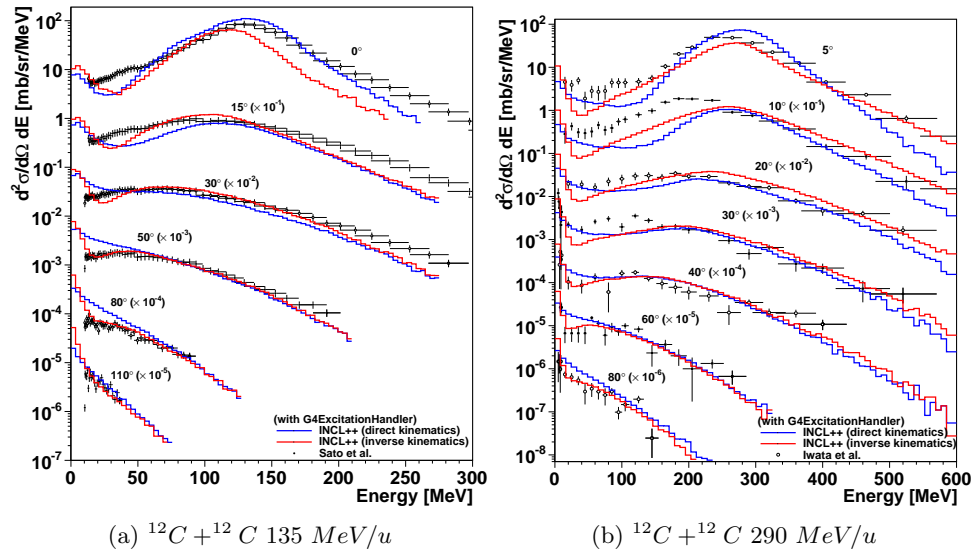 d²σ/dΩ dE [mb/sr/MeV]
10²
10
1
10⁻¹
10⁻²
10⁻³
10⁻⁴
10⁻⁵
10⁻⁶
10⁻⁷
0°
15° (× 10⁻¹)
30° (× 10⁻²)
50° (× 10⁻³)
80° (× 10⁻⁴)
110° (× 10⁻⁵)
(with G4ExcitationHandler)
INCL++ (direct kinematics)
INCL++ (inverse kinematics)
Sato et al.
0 50 100 150 200 250 300
Energy [MeV]
(a) ¹²C +¹² C 135 MeV/u
d²σ/dΩ dE [mb/sr/MeV]
10²
10
1
10⁻¹
10⁻²
10⁻³
10⁻⁴
10⁻⁵
10⁻⁶
10⁻⁷
10⁻⁸
5°
10° (× 10⁻¹)
20° (× 10⁻²)
30° (× 10⁻³)
40° (× 10⁻⁴)
60° (× 10⁻⁵)
80° (× 10⁻⁶)
(with G4ExcitationHandler)
INCL++ (direct kinematics)
INCL++ (inverse kinematics)
Iwata et al.
0 100 200 300 400 500 600
Energy [MeV]
(b) ¹²C +¹² C 290 MeV/u